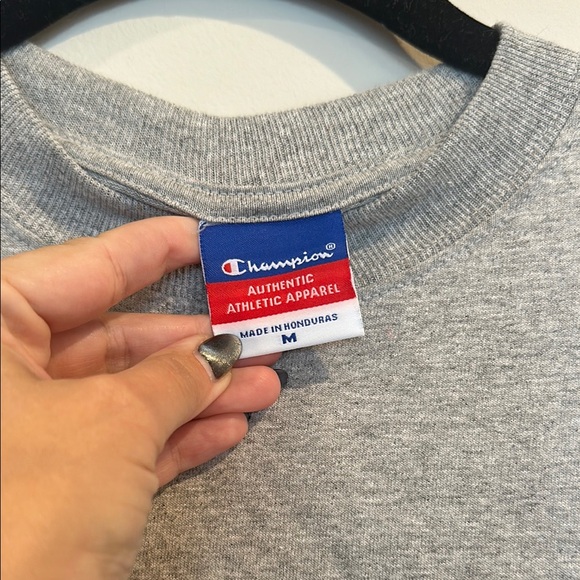 Champion®
AUTHENTIC
ATHLETIC APPAREL
MADE IN HONDURAS
M